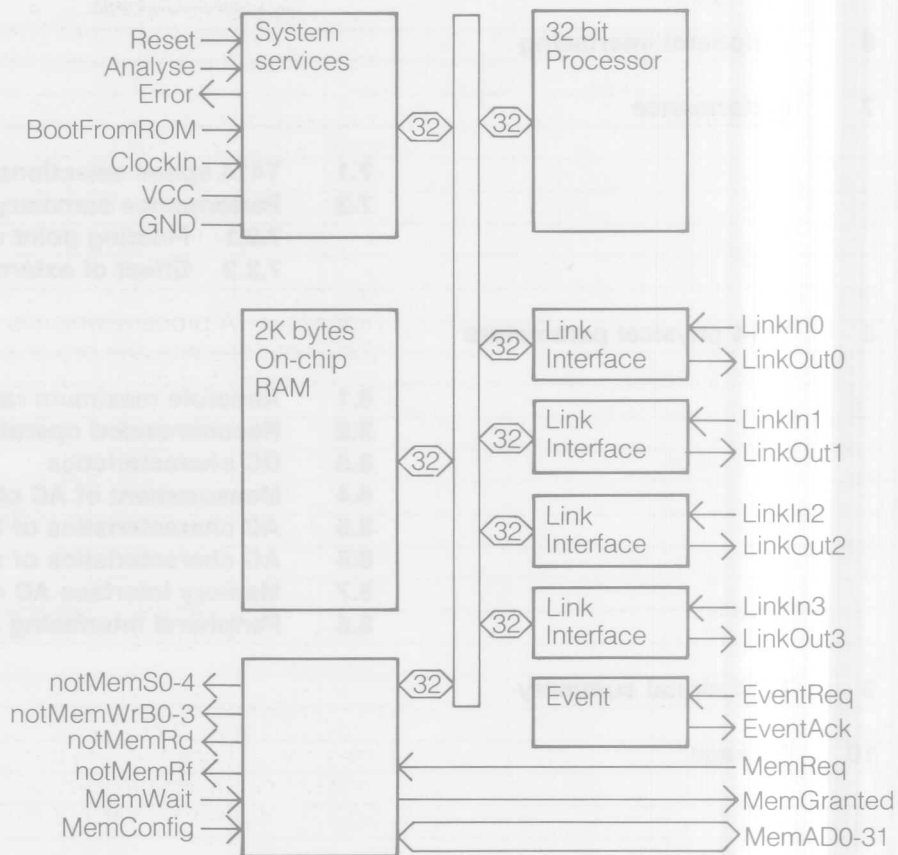 Reset
Analyse
Error
BootFromROM
ClockIn
VCC
GND
System
services
32
32
32 bit
Processor
2K bytes
On-chip
RAM
32
32
Link
Interface
LinkIn0
LinkOut0
32
Link
Interface
LinkIn1
LinkOut1
32
Link
Interface
LinkIn2
LinkOut2
32
Link
Interface
LinkIn3
LinkOut3
notMemS0-4
notMemWrB0-3
notMemRd
notMemRf
MemWait
MemConfig
32
Event
EventReq
EventAck
MemReq
MemGranted
MemAD0-31